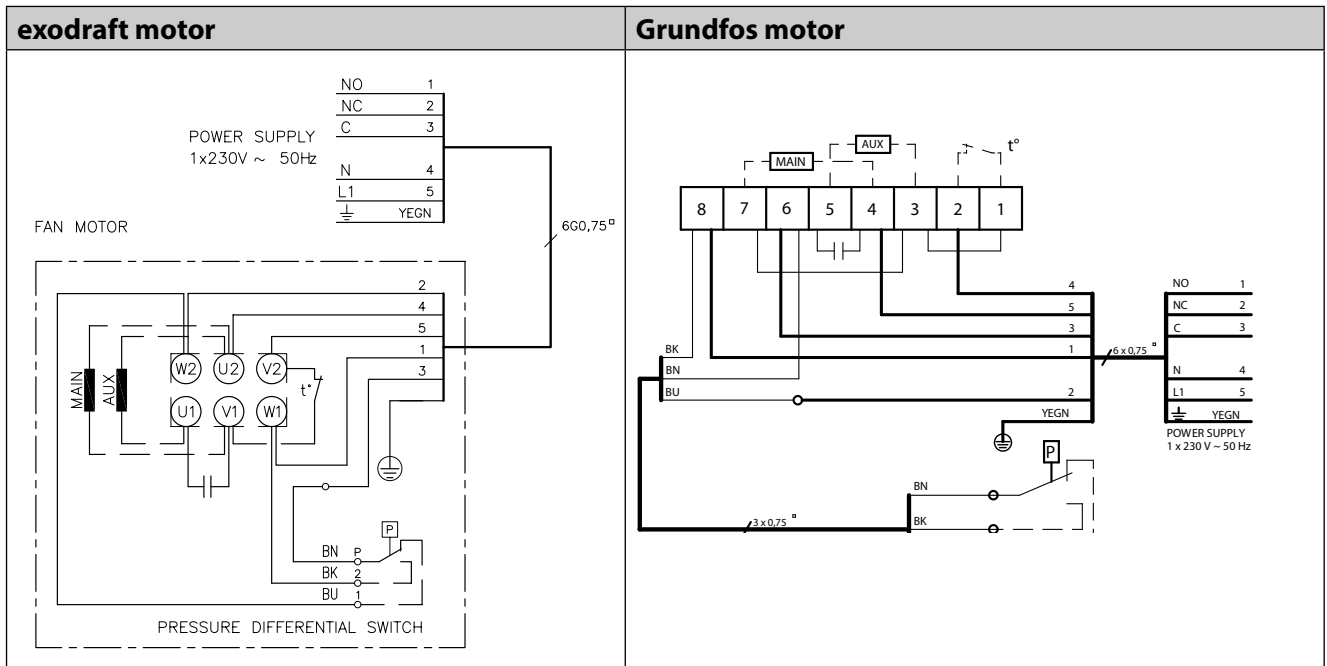 exodraft motor
NO 1
NC 2
C 3
POWER SUPPLY
1x230V ~ 50Hz
N 4
L1 5
YEGN
6G0,75
FAN MOTOR
2
4
5
1
3
MAIN
AUX
W2 U2 V2
t°
U1 V1 W1
P
BN P
BK 2
BU 1
PRESSURE DIFFERENTIAL SWITCH
Grundfos motor
AUX
MAIN
t°
8 7 6 5 4 3 2 1
4
5
3
1
2
YEGN
6 x 0,75
NO 1
NC 2
C 3
N 4
L1 5
YEGN
POWER SUPPLY
1 x 230 V ~ 50 Hz
BK
BN
BU
P
BN
BK
3 x 0,75